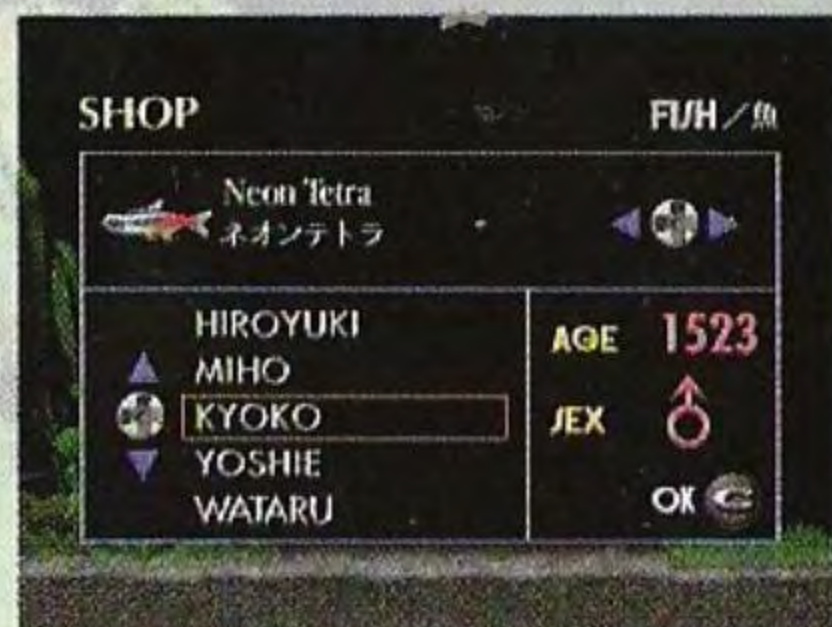 SHOP
FISH／魚
Neon Tetra
ネオンテトラ
HIROYUKI
MIHO
KYOKO
YOSHIE
WATARU
AGE 1523
SEX ♂
OK C